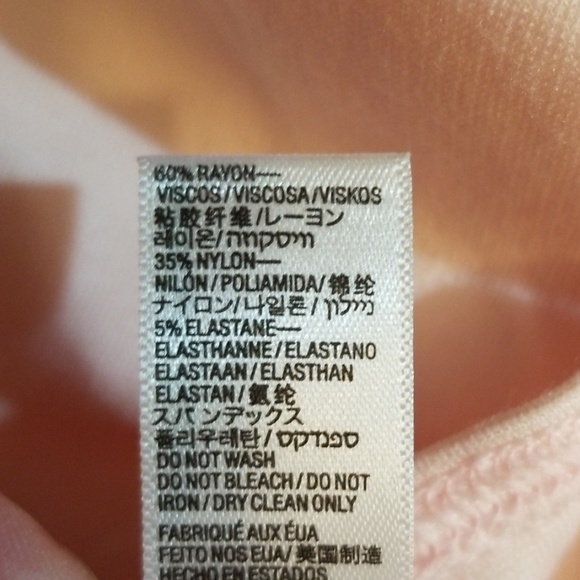 60% RAYON—
VISCOS/VISCOSA/VISKOS
粘胶纤维/レーヨン
레이온/ויסקוזה
35% NYLON—
NILÓN/POLIAMIDA/锦纶
ナイロン/나일론/ניילון
5% ELASTANE—
ELASTHANNE/ELASTANO
ELASTAAN/ELASTHAN
ELASTAN/氨纶
スパンデックス
폴리우레탄/ספנדקס
DO NOT WASH
DO NOT BLEACH/DO NOT
IRON/DRY CLEAN ONLY
FABRIQUÉ AUX ÉUA
FEITO NOS EUA/美国制造
HECHO EN ESTADOS